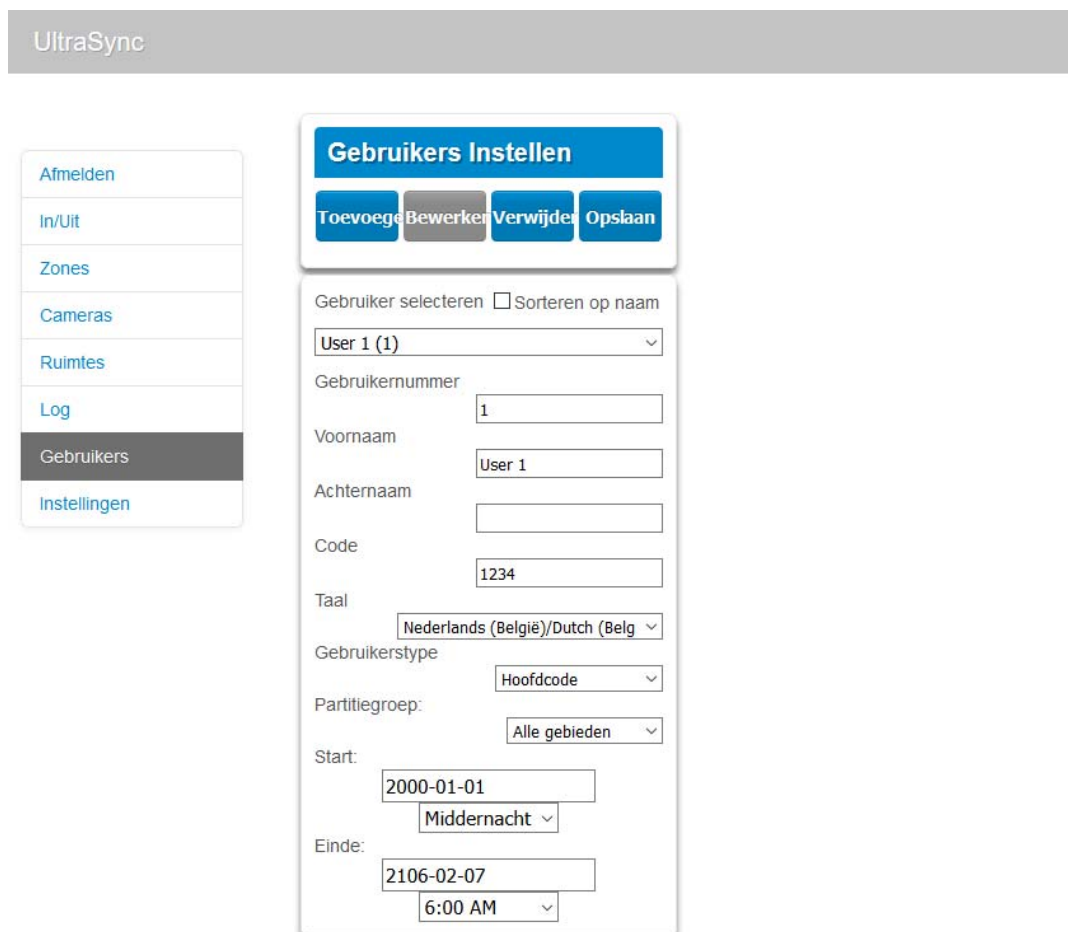 UltraSync
Afmelden
In/Uit
Zones
Cameras
Ruimtes
Log
Gebruikers
Instellingen
Gebruikers Instellen
Toevoege Bewerker Verwijder Opslaan
Gebruiker selecteren Sorteren op naam
User 1 (1)
Gebruikernummer
1
Voornaam
User 1
Achternaam
Code
1234
Taal
Nederlands (België)/Dutch (Belg
Gebruikerstype
Hoofdcode
Partitiegroep:
Alle gebieden
Start:
2000-01-01
Middernacht
Einde:
2106-02-07
6:00 AM